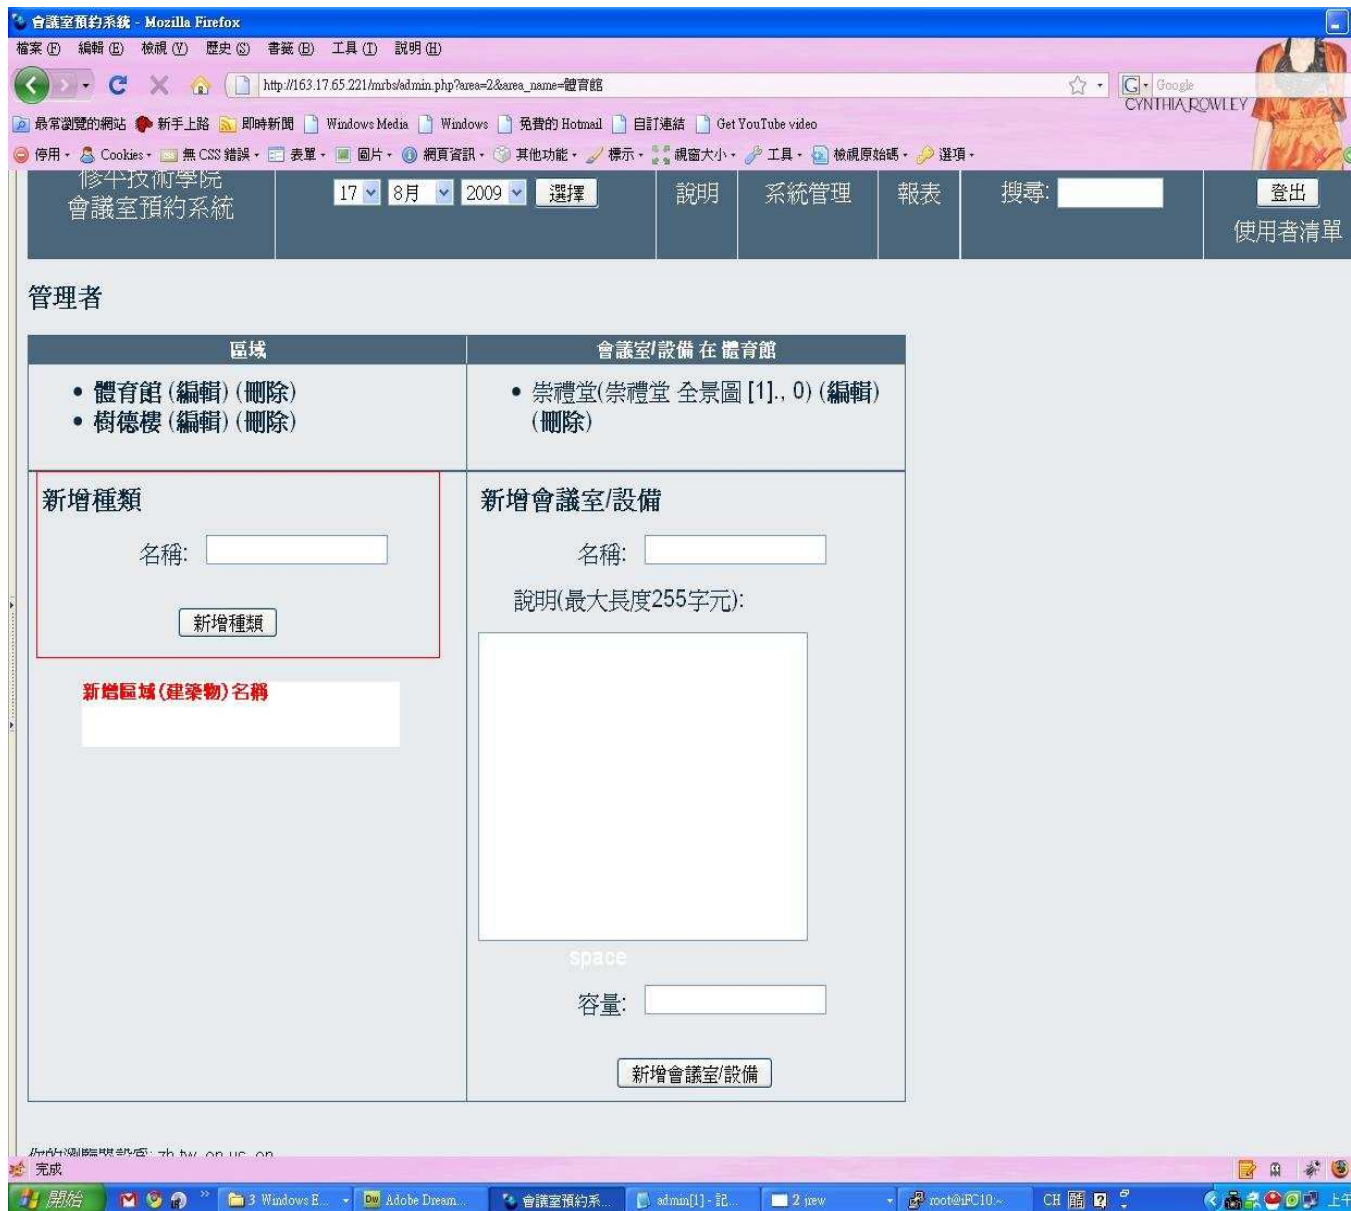 會議室預約系統 - Mozilla Firefox
檔案(F) 編輯(E) 檢視(V) 歷史(S) 書籤(B) 工具(T) 說明(H)
http://163.17.65.221/mrbs/admin.php?area=2&area_name=體育館
Google
CYNTHIA ROWLEY
最常瀏覽的網站 新手上路 即時新聞 Windows Media Windows 免費的 Hotmail 自訂連結 Get YouTube video
停用 Cookies 無 CSS 錯誤 表單 圖片 網頁資訊 其他功能 標示 視窗大小 工具 檢視原始碼 選項
修平技術學院
會議室預約系統
17 8月 2009 選擇 說明 系統管理 報表 搜尋: 登出
使用者清單
管理者
區域 會議室/設備 在 體育館
• 體育館 (編輯) (刪除)
• 樹德樓 (編輯) (刪除)
• 崇禮堂(崇禮堂 全景圖 [1]., 0) (編輯)
(刪除)
新增種類
名稱:
新增種類
新增區域(建築物)名稱
新增會議室/設備
名稱:
說明(最大長度255字元):
space
容量:
新增會議室/設備
完成
開始 3 Windows E... Adobe Dream... 會議室預約系... admin[1] - 記... 2 new root@iFC10:~ CH 上午